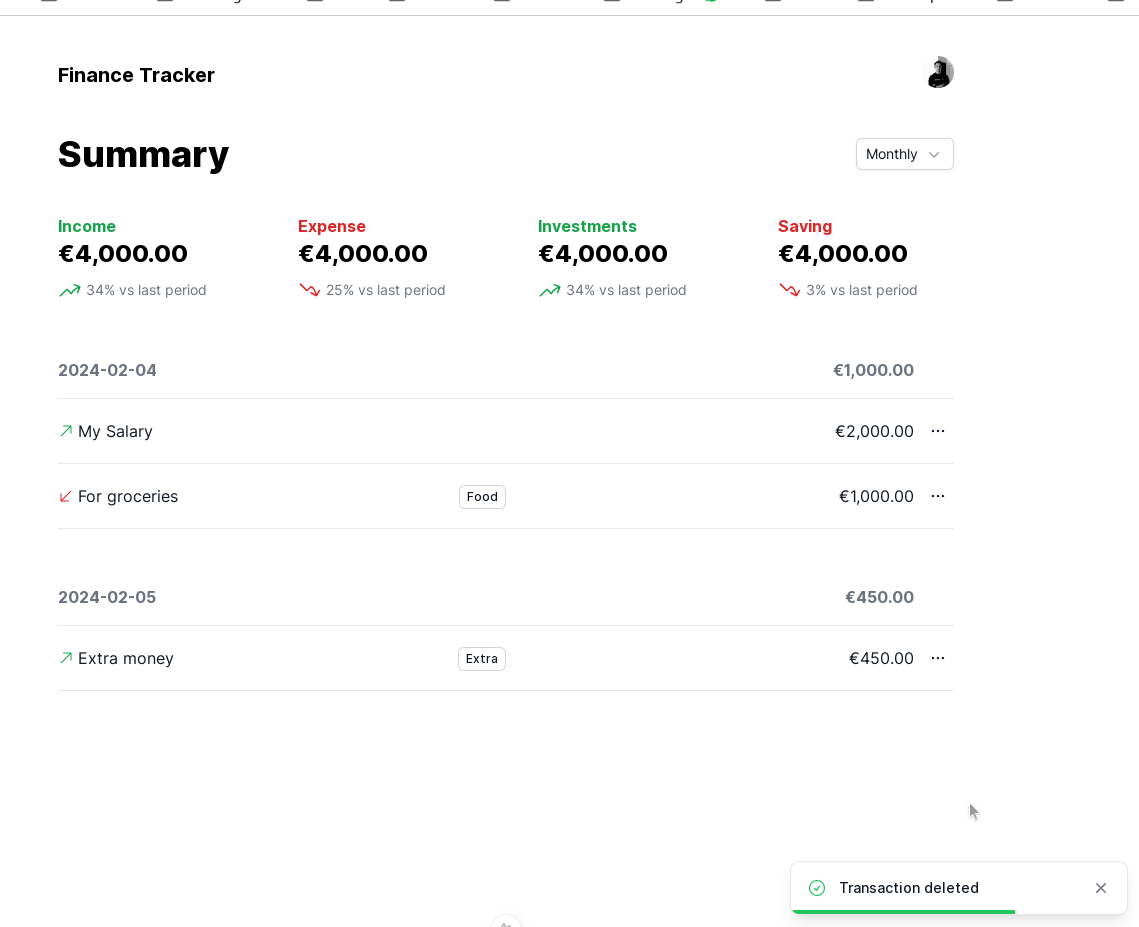 Finance Tracker
Summary
Monthly
Income Expense Investments Saving
€4,000.00 €4,000.00 €4,000.00 €4,000.00
34% vs last period 25% vs last period 34% vs last period 3% vs last period
2024-02-04 €1,000.00
My Salary €2,000.00
For groceries Food €1,000.00
2024-02-05 €450.00
Extra money Extra €450.00
Transaction deleted